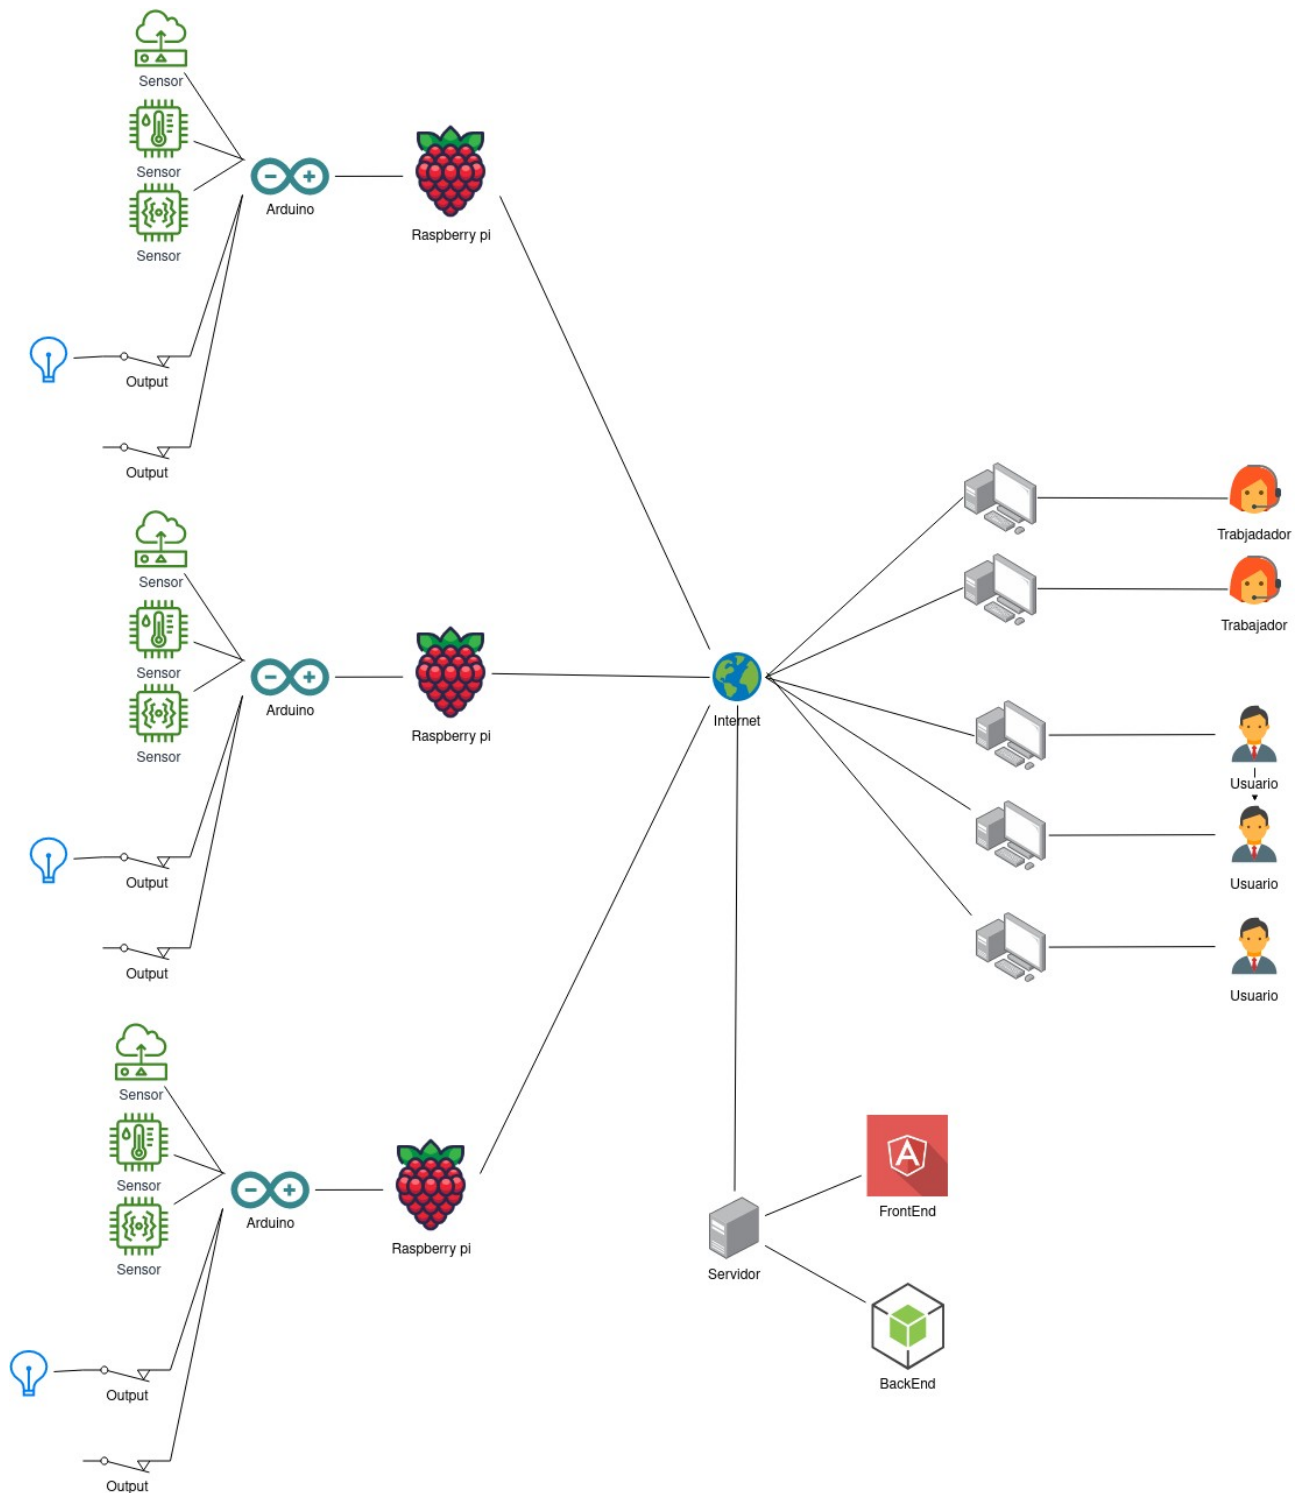 Sensor
Sensor
Sensor
Arduino
Raspberry pi
Output
Output
Sensor
Sensor
Sensor
Arduino
Raspberry pi
Output
Output
Sensor
Sensor
Sensor
Arduino
Raspberry pi
Output
Output
Internet
Trabjadador
Trabajador
Usuario
Usuario
Usuario
Servidor
FrontEnd
BackEnd